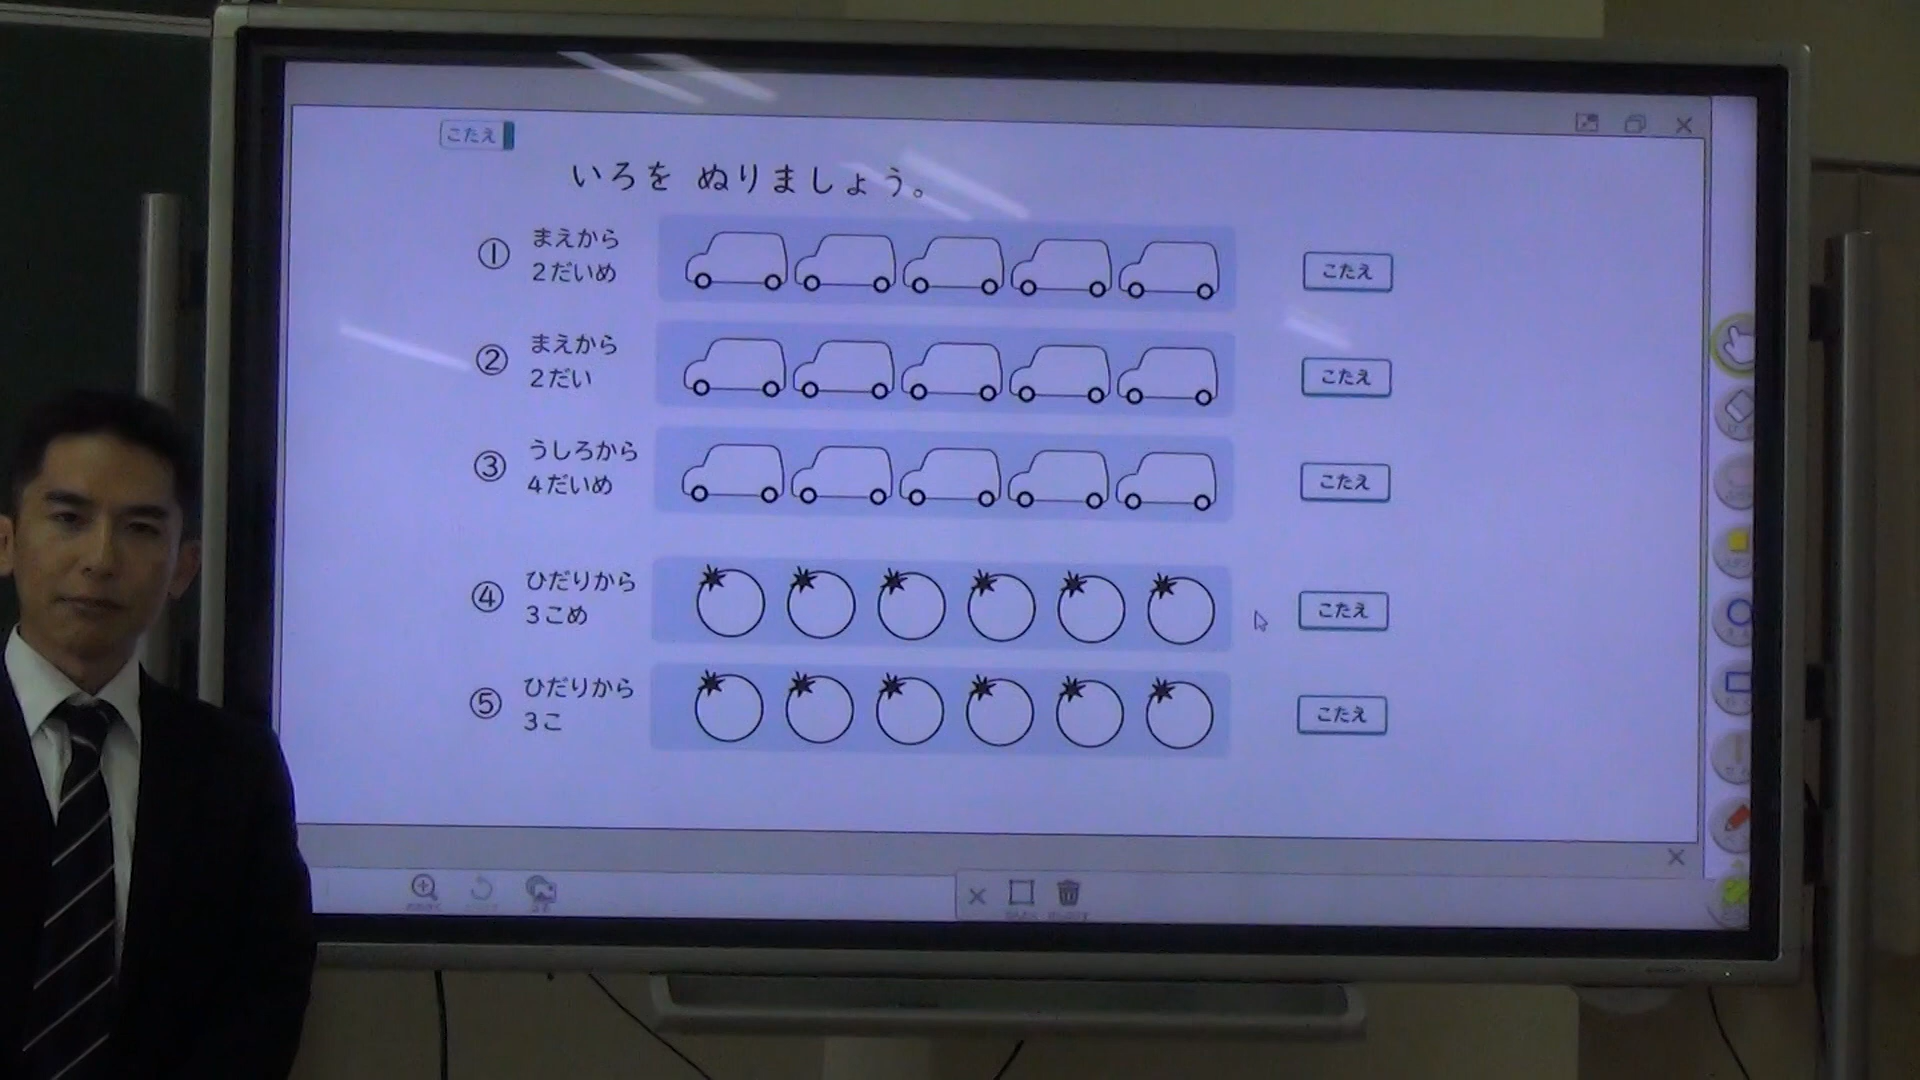 こたえ
いろを ぬりましょう。
① まえから
2だいめ
こたえ
② まえから
2だい
こたえ
③ うしろから
4だいめ
こたえ
④ ひだりから
3こめ
こたえ
⑤ ひだりから
3こ
こたえ